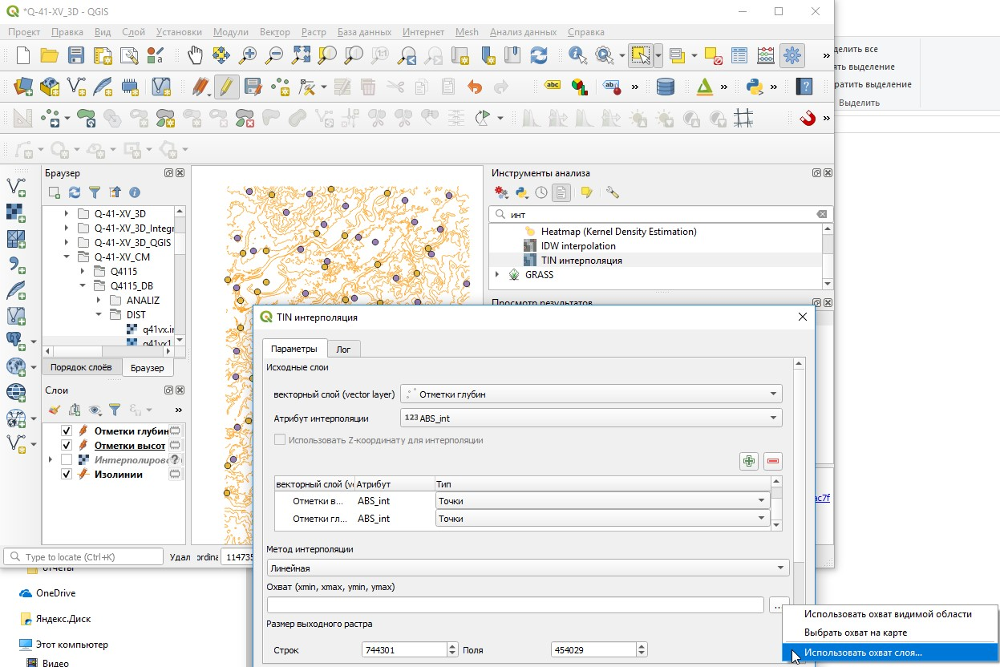 *Q-41-XV_3D - QGIS
Проект Правка Вид Слой Установки Модули Вектор Растр База данных Интернет Mesh Анализ данных Справка
делить все
ять выделение
ратить выделение
Выделить
Браузер
Q-41-XV_3D
Q-41-XV_3D_Integr
Q-41-XV_3D_QGIS
Q-41-XV_CM
Q4115
Q4115_DB
ANALIZ
DIST
q41vx.ir
q41vx1
Порядок слоёв Браузер
Слои
Отметки глубин
Отметки высот
Интерполиров
Изолинии
Type to locate (Ctrl+K) Удал ordina 114735
Инструменты анализа
инт
Heatmap (Kernel Density Estimation)
IDW interpolation
TIN интерполяция
GRASS
Просмотр результатов
ac7f
TIN интерполяция
Параметры Лог
Исходные слои
векторный слой (vector layer) Отметки глубин
Атрибут интерполяции 123 ABS_int
Использовать Z-координату для интерполяции
векторный слой (ve Атрибут Тип
Отметки в... ABS_int Точки
Отметки гл... ABS_int Точки
Метод интерполяции
Линейная
Охват (xmin, xmax, ymin, ymax)
...
Размер выходного растра
Строк 744301 Поля 454029
Использовать охват видимой области
Выбрать охват на карте
Использовать охват слоя...
отчеты
OneDrive
Яндекс.Диск
Этот компьютер
Видео